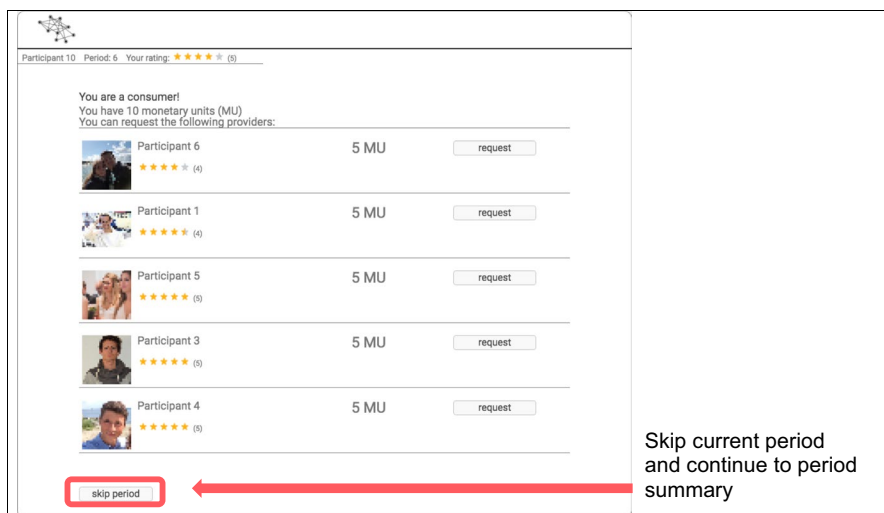 Participant 10 Period: 6 Your rating: ★ ★ ★ ★ ★ (5)
You are a consumer!
You have 10 monetary units (MU)
You can request the following providers:
Participant 6 5 MU request
★ ★ ★ ★ ★ (4)
Participant 1 5 MU request
★ ★ ★ ★ ★ (4)
Participant 5 5 MU request
★ ★ ★ ★ ★ (5)
Participant 3 5 MU request
★ ★ ★ ★ ★ (5)
Participant 4 5 MU request
★ ★ ★ ★ ★ (5)
Skip current period
and continue to period
summary
skip period